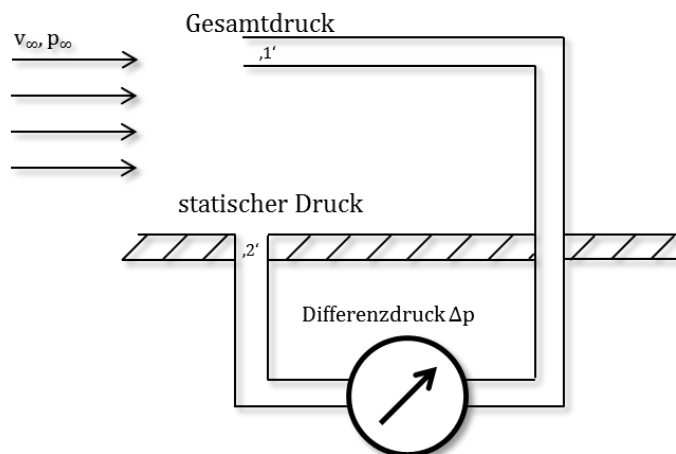 Gesamtdruck
v∞, p∞
‚1‘
statischer Druck
‚2‘
Differenzdruck Δp